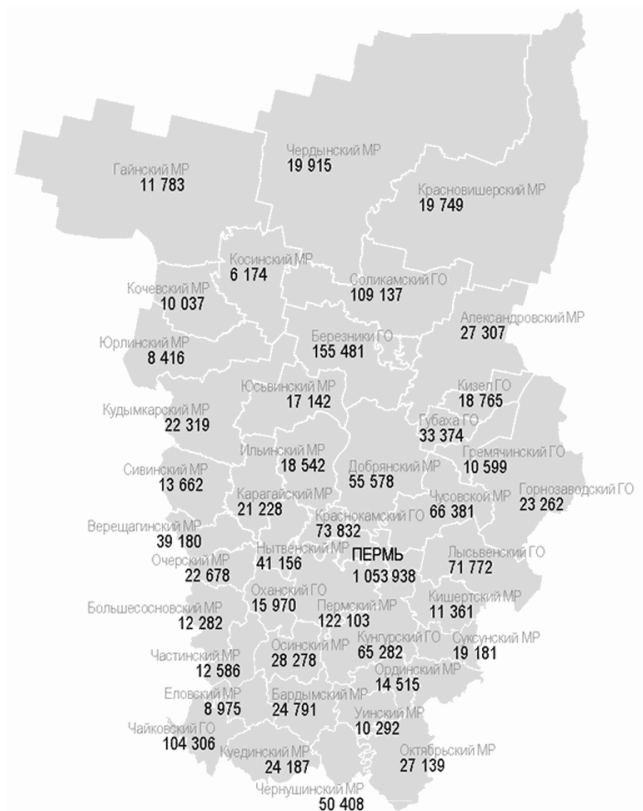 Чердынский МР
19 915
Гайнский МР
11 783
Красновишерский МР
19 749
Косинский МР
6 174
Соликамский ГО
109 137
Кочевский МР
10 037
Александровский МР
27 307
Березники ГО
155 481
Юрлинский МР
8 416
Юсьвинский МР
17 142
Кизел ГО
18 765
Кудымкарский МР
22 319
Губаха ГО
33 374
Ильинский МР
18 542
Гремячинский ГО
10 599
Сивинский МР
13 662
Добрянский МР
55 578
Горнозаводский ГО
23 262
Карагайский МР
21 228
Чусовской МР
66 381
Краснокамский ГО
73 832
Верещагинский МР
39 180
Нытвенский МР
41 156
ПЕРМЬ
1 053 938
Лысьвенский ГО
71 772
Очерский МР
22 678
Оханский ГО
15 970
Кишертский МР
11 361
Большесосновский МР
12 282
Пермский МР
122 103
Осинский МР
28 278
Кунгурский ГО
65 282
Суксунский МР
19 181
Частинский МР
12 586
Ординский МР
14 515
Еловский МР
8 975
Бардымский МР
24 791
Уинский МР
10 292
Чайковский ГО
104 306
Куединский МР
24 187
Октябрьский МР
27 139
Чернушинский МР
50 408